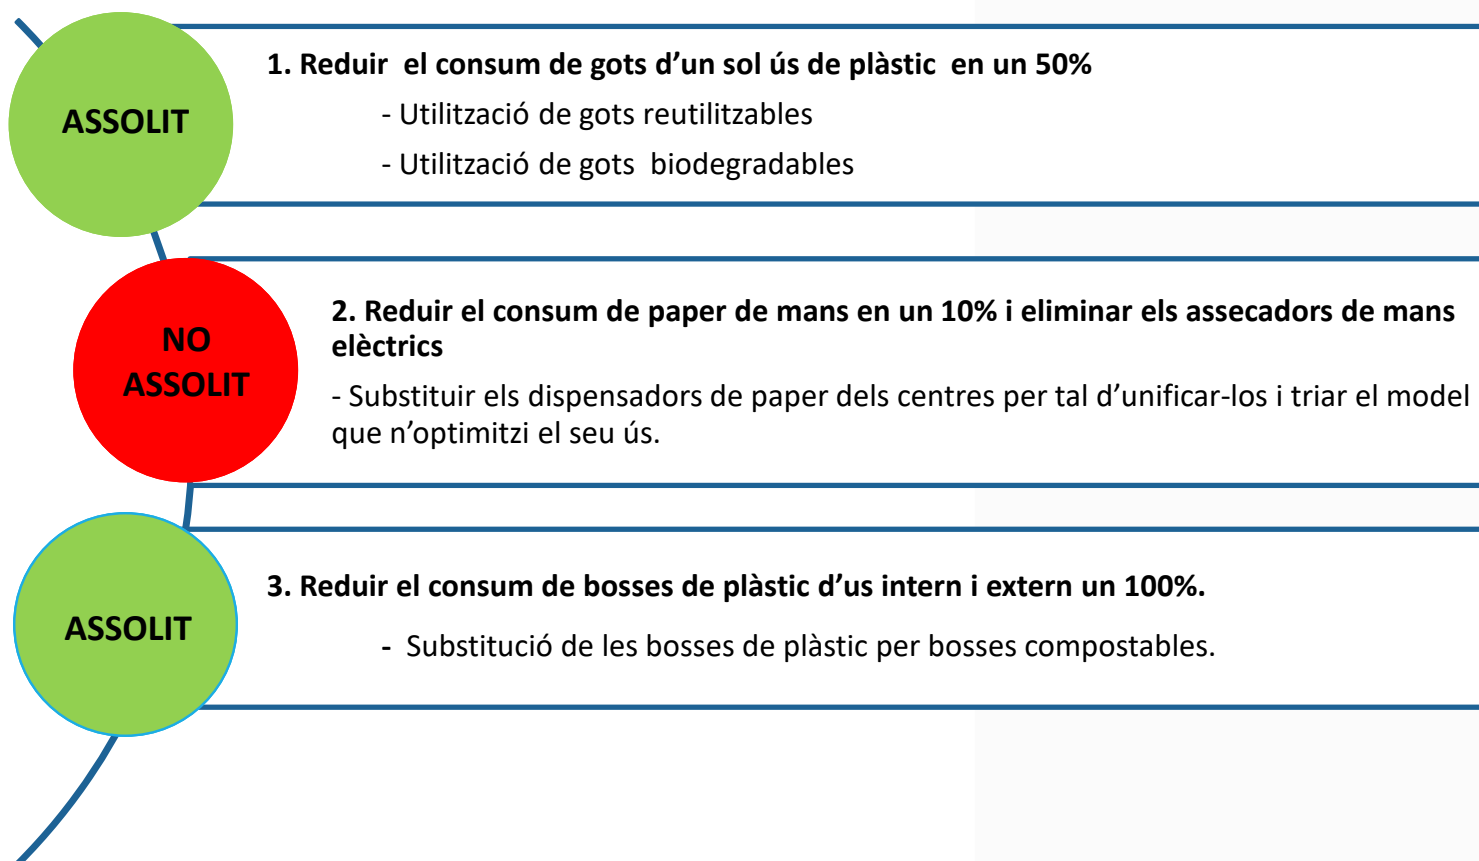 ASSOLIT
1. Reduir el consum de gots d’un sol ús de plàstic en un 50%
- Utilització de gots reutilitzables
- Utilització de gots biodegradables
NO
ASSOLIT
2. Reduir el consum de paper de mans en un 10% i eliminar els assecadors de mans
elèctrics
- Substituir els dispensadors de paper dels centres per tal d’unificar-los i triar el model
que n’optimitzi el seu ús.
ASSOLIT
3. Reduir el consum de bosses de plàstic d’us intern i extern un 100%.
- Substitució de les bosses de plàstic per bosses compostables.